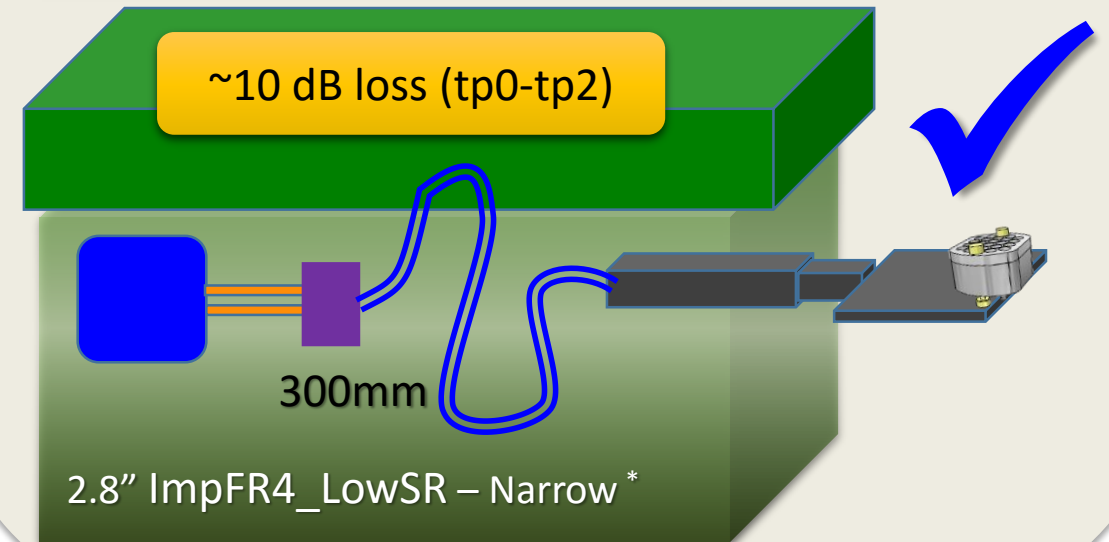 ~10 dB loss (tp0-tp2)
300mm
2.8” ImpFR4_LowSR – Narrow *